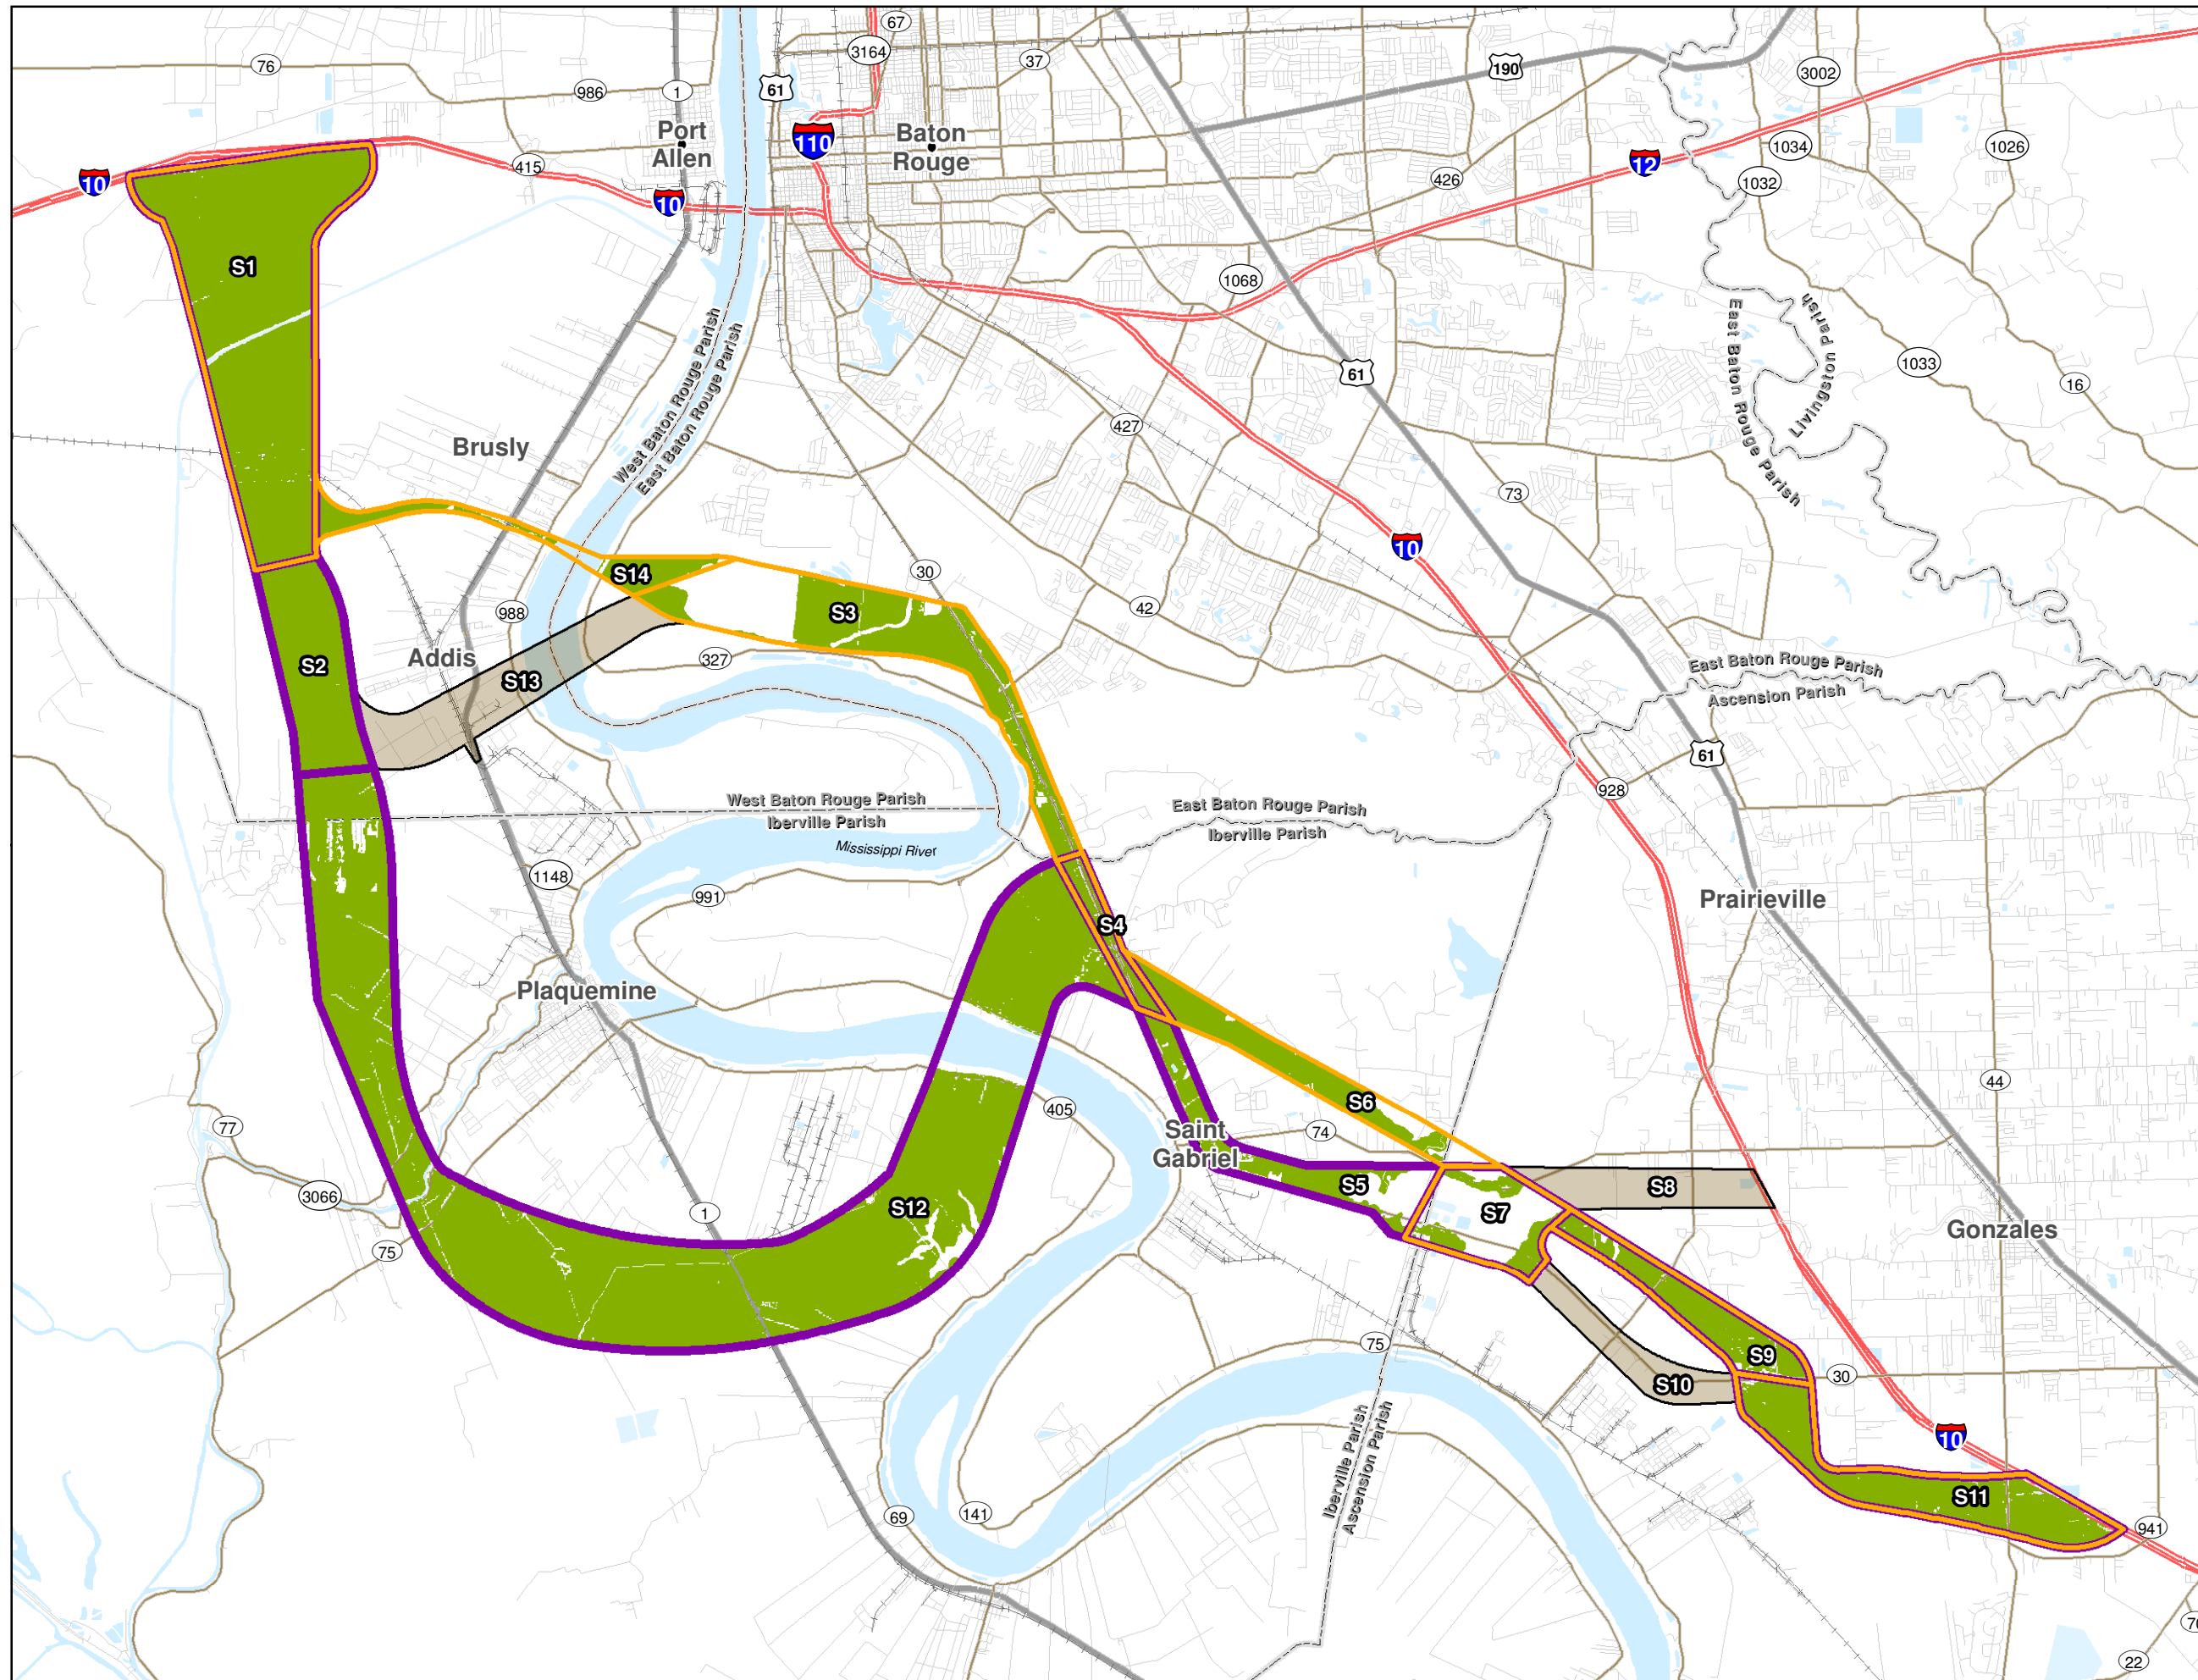 67
3164
37
76
190
3002
986
1
61
Port
Allen
110
Baton
Rouge
1034
1026
415
10
10
426
12
1032
S1
1068
West Baton Rouge Parish
East Baton Rouge Parish
East Baton Rouge Parish
Livingston Parish
61
1033
16
427
Brusly
73
10
30
S14
S3
988
42
Addis
327
S2
S13
East Baton Rouge Parish
Ascension Parish
61
928
West Baton Rouge Parish
Iberville Parish
East Baton Rouge Parish
Iberville Parish
Mississippi River
1148
991
Prairieville
S4
Plaquemine
44
S6
405
77
Saint
Gabriel
74
3066
S5
S8
S12
S7
1
Gonzales
75
75
S9
30
S10
Iberville Parish
Ascension Parish
10
S11
69
141
941
22